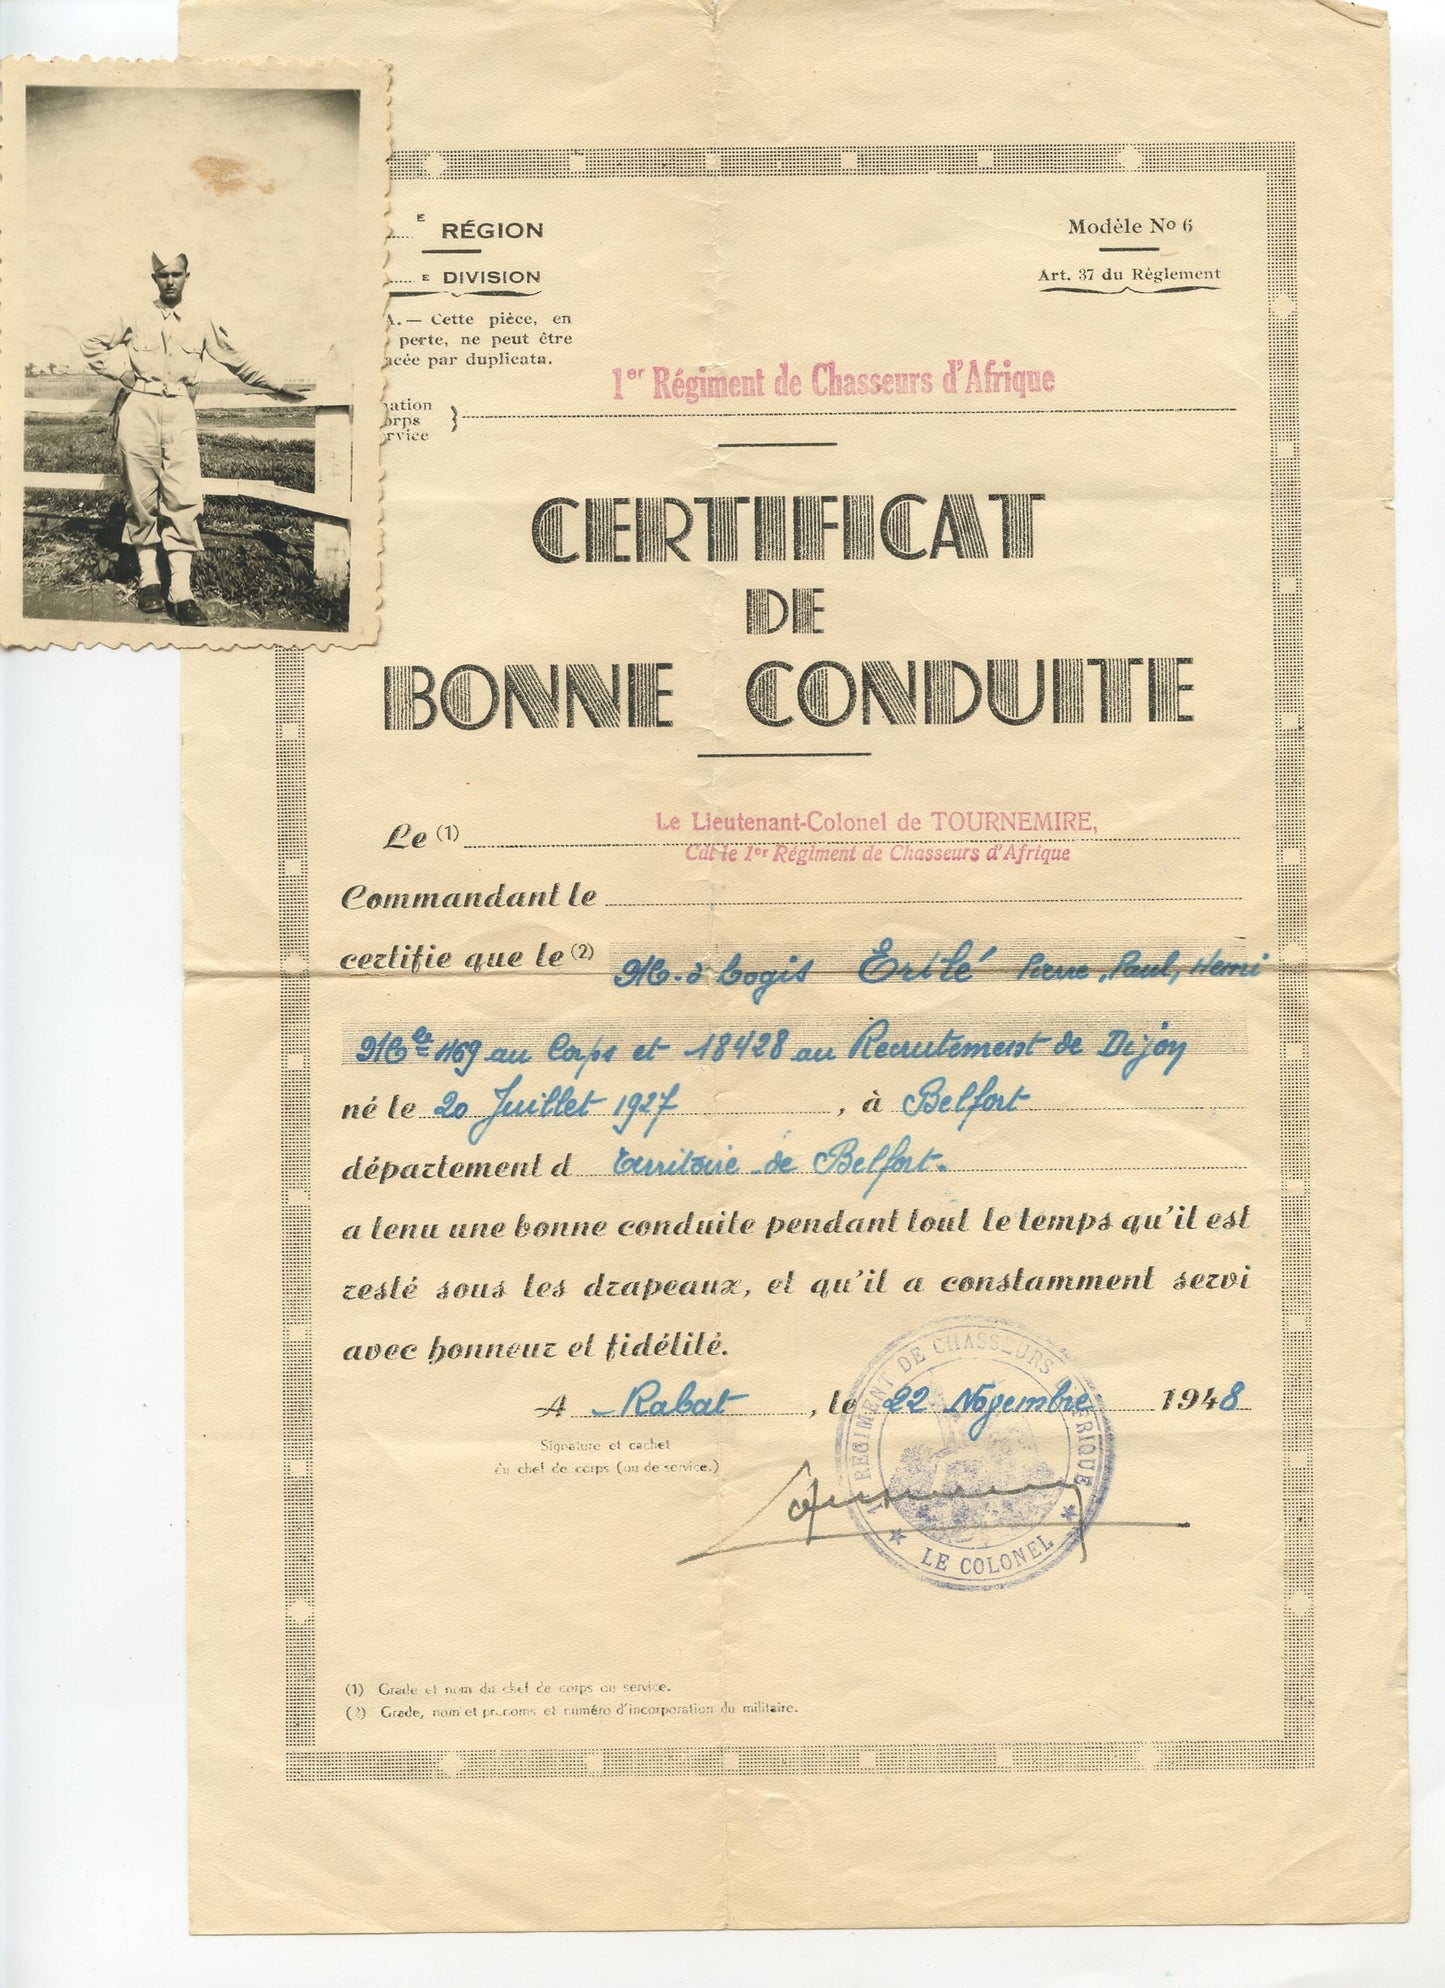 E RÉGION
E DIVISION
Modèle No 6
Art. 37 du Règlement
A. — Cette pièce, en
perte, ne peut être
acée par duplicata.
1er Régiment de Chasseurs d'Afrique
ation
orps
rvice
CERTIFICAT
DE
BONNE CONDUITE
Le (1) Le Lieutenant-Colonel de TOURNEMIRE,
Cdt le 1er Régiment de Chasseurs d'Afrique
Commandant le
certifie que le (2) M. d Logis Erilé Pierre, Paul, Henri
Mle 1169 au Corps et 18428 au Recrutement de Dijon
né le 20 Juillet 1927, à Belfort
département d territoire de Belfort.
a tenu une bonne conduite pendant tout le temps qu'il est
resté sous les drapeaux, et qu'il a constamment servi
avec honneur et fidélité.
A Rabat, le 22 Novembre 1948
Signature et cachet
du chef de corps (ou de service.)
RÉGIMENT DE CHASSEURS D'AFRIQUE
LE COLONEL
(1) Grade et nom du chef de corps ou service.
(2) Grade, nom et prénoms et numéro d'incorporation du militaire.